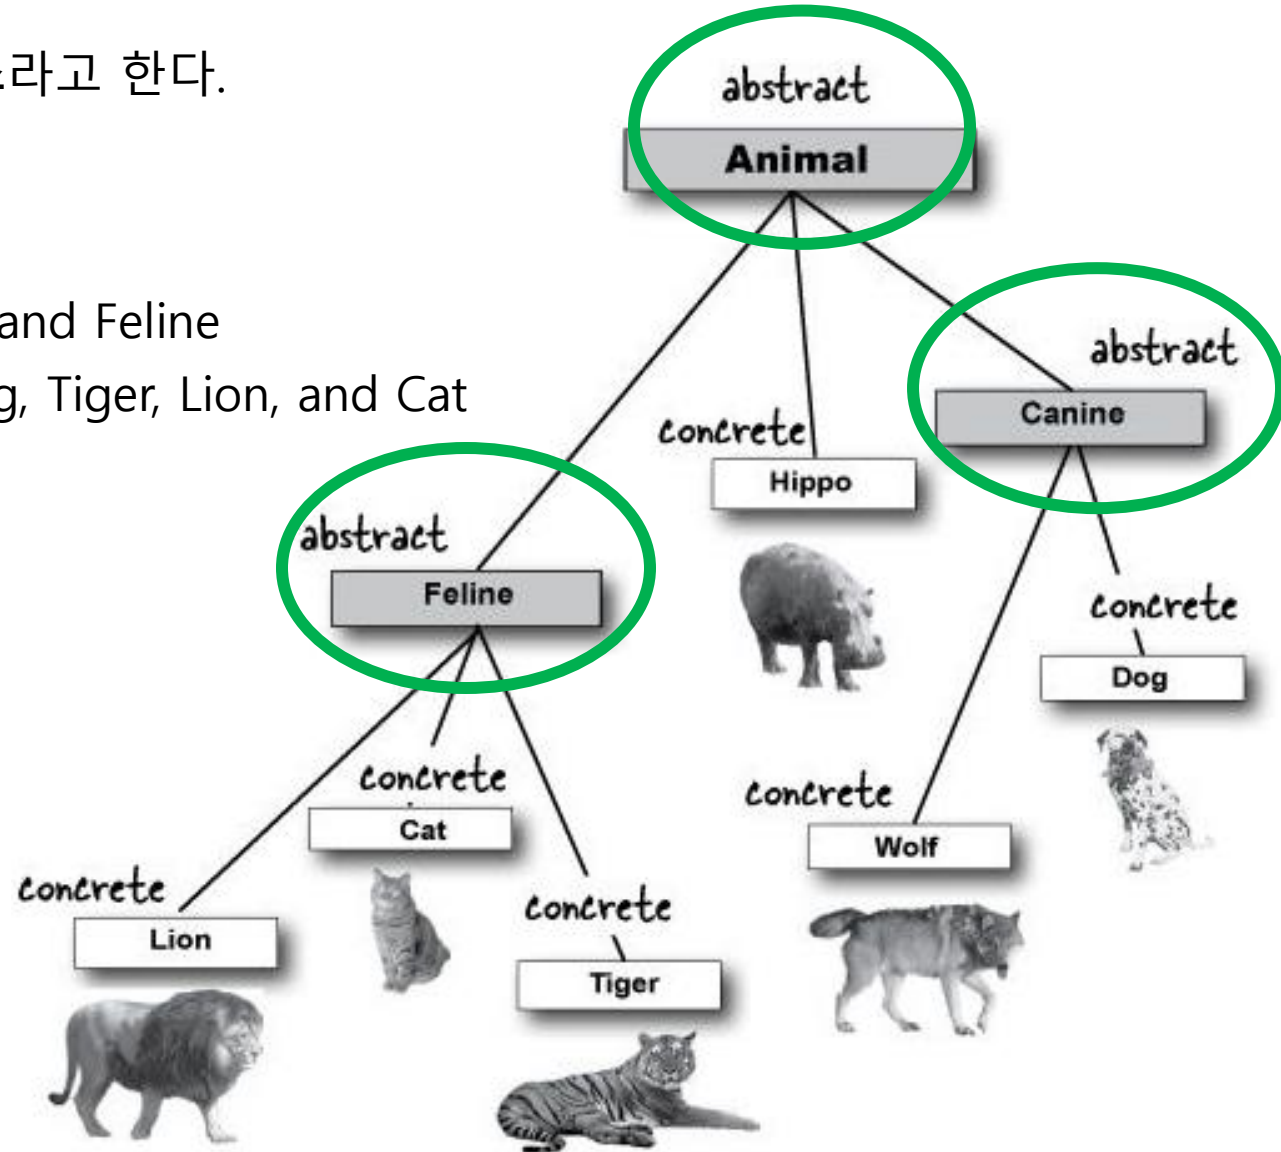 라고 한다.
abstract
Animal
and Feline
abstract
Tiger, Lion, and Cat
Canine
concrete
Hippo
abstract
Feline
concrete
Dog
concrete
Cat
concrete
Wolf
concrete
Lion
concrete
Tiger